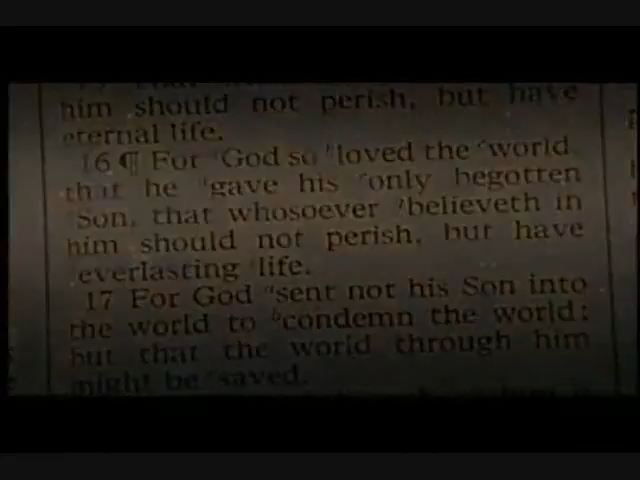 him should not perish, but have
eternal life.
16 ¶ For God so loved the world
that he gave his only begotten
Son, that whosoever believeth in
him should not perish, but have
everlasting life.
17 For God sent not his Son into
the world to condemn the world;
but that the world through him
might be saved.